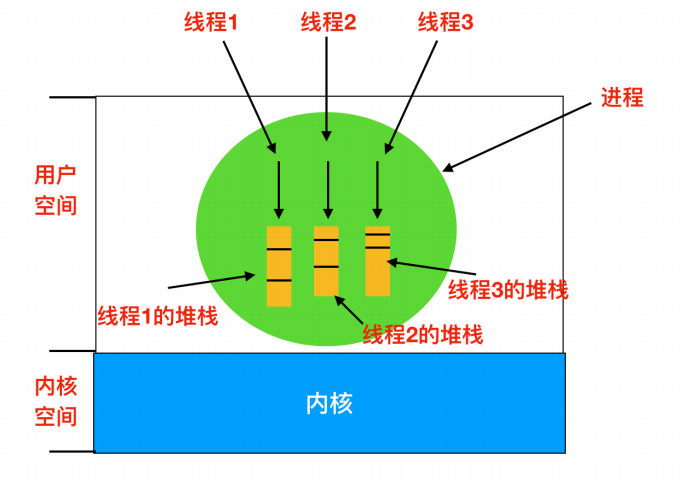 线程1
线程2
线程3
进程
用户
空间
线程1的堆栈
线程3的堆栈
线程2的堆栈
内核
空间
内核